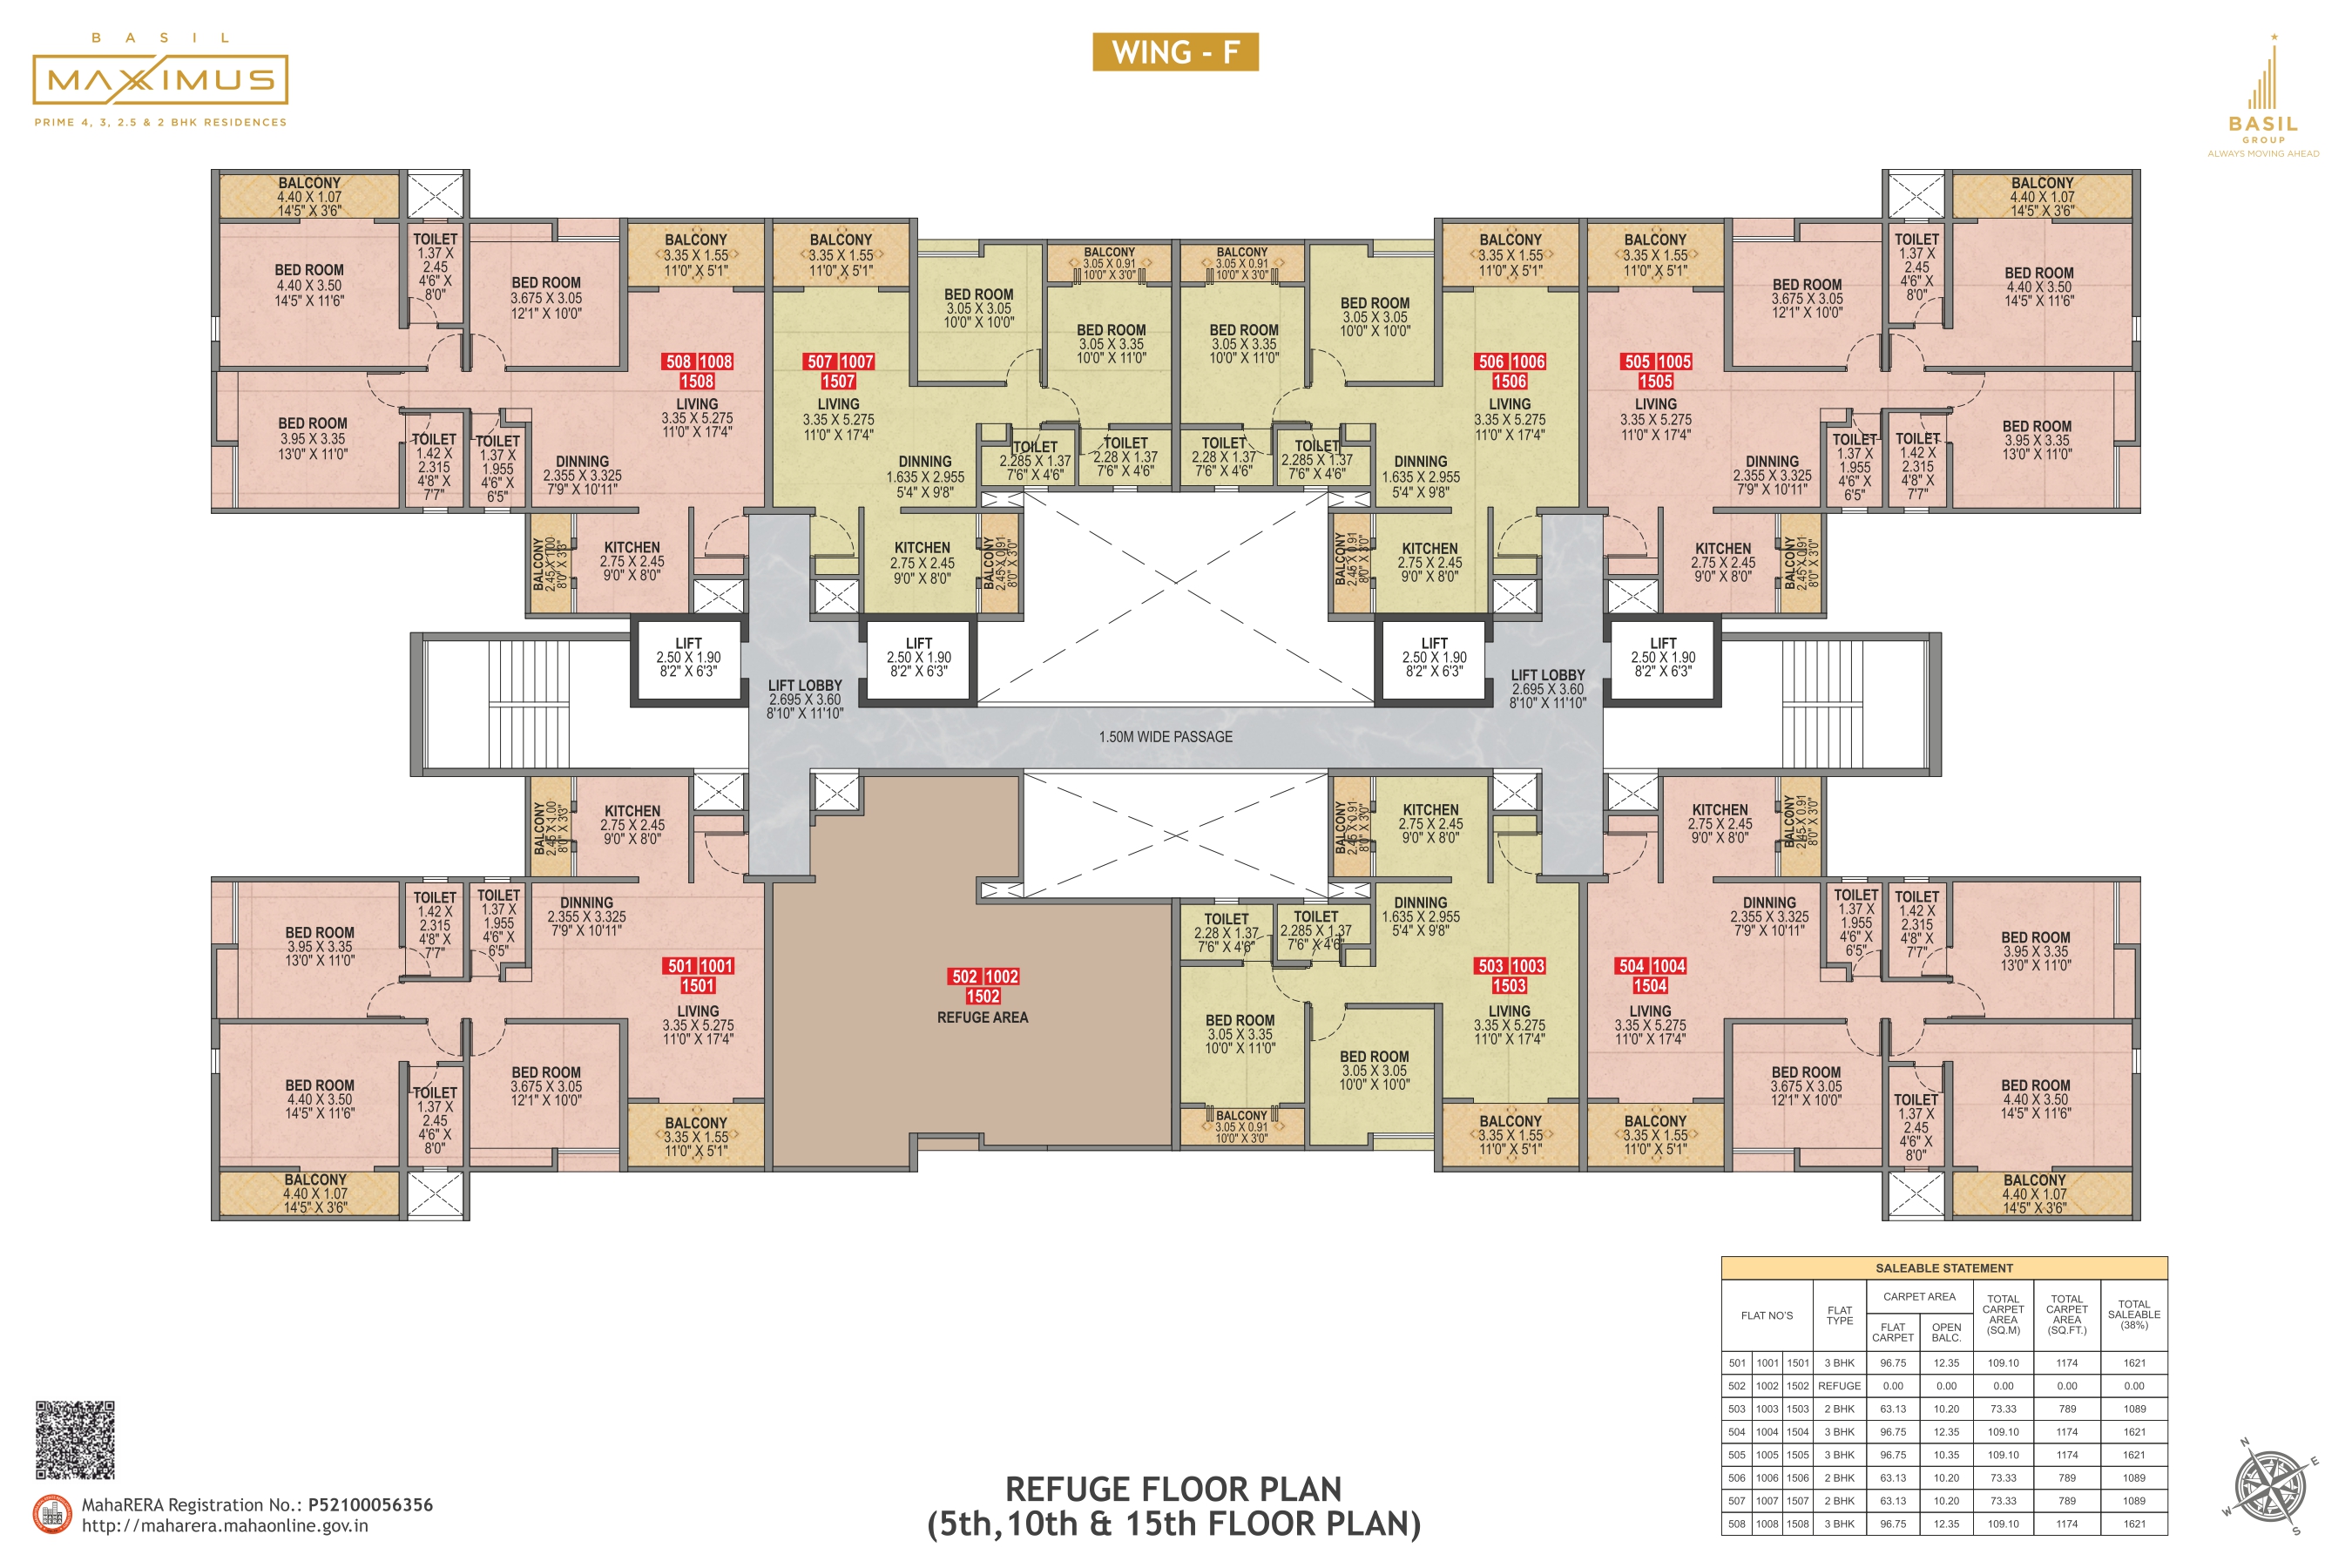 BASIL
MAXXIMUS
PRIME 4, 3, 2.5 & 2 BHK RESIDENCES
WING - F
BASIL
GROUP
ALWAYS MOVING AHEAD
BALCONY
4.40 X 1.07
14'5" X 3'6"
BED ROOM
4.40 X 3.50
14'5" X 11'6"
TOILET
1.37 X
2.45
4'6" X
8'0"
BED ROOM
3.675 X 3.05
12'1" X 10'0"
BALCONY
3.35 X 1.55
11'0" X 5'1"
508 1008
1508
LIVING
3.35 X 5.275
11'0" X 17'4"
BED ROOM
3.95 X 3.35
13'0" X 11'0"
TOILET
1.42 X
2.315
4'8" X
7'7"
TOILET
1.37 X
1.955
4'6" X
6'5"
DINNING
2.355 X 3.325
7'9" X 10'11"
BALCONY
2.45 X 1.00
8'0" X 3'3"
KITCHEN
2.75 X 2.45
9'0" X 8'0"
BALCONY
3.35 X 1.55
11'0" X 5'1"
507 1007
1507
LIVING
3.35 X 5.275
11'0" X 17'4"
BED ROOM
3.05 X 3.05
10'0" X 10'0"
BALCONY
3.05 X 0.91
10'0" X 3'0"
BED ROOM
3.05 X 3.35
10'0" X 11'0"
DINNING
1.635 X 2.955
5'4" X 9'8"
TOILET
2.285 X 1.37
7'6" X 4'6"
TOILET
2.28 X 1.37
7'6" X 4'6"
KITCHEN
2.75 X 2.45
9'0" X 8'0"
BALCONY
2.45 X 0.91
8'0" X 3'0"
BALCONY
3.05 X 0.91
10'0" X 3'0"
BED ROOM
3.05 X 3.35
10'0" X 11'0"
BED ROOM
3.05 X 3.05
10'0" X 10'0"
BALCONY
3.35 X 1.55
11'0" X 5'1"
506 1006
1506
LIVING
3.35 X 5.275
11'0" X 17'4"
TOILET
2.28 X 1.37
7'6" X 4'6"
TOILET
2.285 X 1.37
7'6" X 4'6"
DINNING
1.635 X 2.955
5'4" X 9'8"
BALCONY
2.45 X 0.91
8'0" X 3'0"
KITCHEN
2.75 X 2.45
9'0" X 8'0"
BALCONY
3.35 X 1.55
11'0" X 5'1"
505 1005
1505
LIVING
3.35 X 5.275
11'0" X 17'4"
BED ROOM
3.675 X 3.05
12'1" X 10'0"
TOILET
1.37 X
2.45
4'6" X
8'0"
BALCONY
4.40 X 1.07
14'5" X 3'6"
BED ROOM
4.40 X 3.50
14'5" X 11'6"
DINNING
2.355 X 3.325
7'9" X 10'11"
TOILET
1.37 X
1.955
4'6" X
6'5"
TOILET
1.42 X
2.315
4'8" X
7'7"
BED ROOM
3.95 X 3.35
13'0" X 11'0"
KITCHEN
2.75 X 2.45
9'0" X 8'0"
BALCONY
2.45 X 0.91
8'0" X 3'0"
LIFT
2.50 X 1.90
8'2" X 6'3"
LIFT LOBBY
2.695 X 3.60
8'10" X 11'10"
LIFT
2.50 X 1.90
8'2" X 6'3"
LIFT
2.50 X 1.90
8'2" X 6'3"
LIFT LOBBY
2.695 X 3.60
8'10" X 11'10"
LIFT
2.50 X 1.90
8'2" X 6'3"
1.50M WIDE PASSAGE
BALCONY
2.45 X 1.00
8'0" X 3'3"
KITCHEN
2.75 X 2.45
9'0" X 8'0"
BED ROOM
3.95 X 3.35
13'0" X 11'0"
TOILET
1.42 X
2.315
4'8" X
7'7"
TOILET
1.37 X
1.955
4'6" X
6'5"
DINNING
2.355 X 3.325
7'9" X 10'11"
501 1001
1501
LIVING
3.35 X 5.275
11'0" X 17'4"
BED ROOM
4.40 X 3.50
14'5" X 11'6"
TOILET
1.37 X
2.45
4'6" X
8'0"
BED ROOM
3.675 X 3.05
12'1" X 10'0"
BALCONY
3.35 X 1.55
11'0" X 5'1"
BALCONY
4.40 X 1.07
14'5" X 3'6"
502 1002
1502
REFUGE AREA
BALCONY
2.45 X 0.91
8'0" X 3'0"
KITCHEN
2.75 X 2.45
9'0" X 8'0"
TOILET
2.28 X 1.37
7'6" X 4'6"
TOILET
2.285 X 1.37
7'6" X 4'6"
DINNING
1.635 X 2.955
5'4" X 9'8"
503 1003
1503
LIVING
3.35 X 5.275
11'0" X 17'4"
BED ROOM
3.05 X 3.35
10'0" X 11'0"
BED ROOM
3.05 X 3.05
10'0" X 10'0"
BALCONY
3.05 X 0.91
10'0" X 3'0"
BALCONY
3.35 X 1.55
11'0" X 5'1"
KITCHEN
2.75 X 2.45
9'0" X 8'0"
BALCONY
2.45 X 0.91
8'0" X 3'0"
DINNING
2.355 X 3.325
7'9" X 10'11"
TOILET
1.37 X
1.955
4'6" X
6'5"
TOILET
1.42 X
2.315
4'8" X
7'7"
BED ROOM
3.95 X 3.35
13'0" X 11'0"
504 1004
1504
LIVING
3.35 X 5.275
11'0" X 17'4"
BED ROOM
3.675 X 3.05
12'1" X 10'0"
TOILET
1.37 X
2.45
4'6" X
8'0"
BED ROOM
4.40 X 3.50
14'5" X 11'6"
BALCONY
3.35 X 1.55
11'0" X 5'1"
BALCONY
4.40 X 1.07
14'5" X 3'6"
SALEABLE STATEMENT
FLAT NO'S FLAT TYPE CARPET AREA TOTAL CARPET AREA (SQ.M) TOTAL CARPET AREA (SQ.FT.) TOTAL SALEABLE (38%)
FLAT CARPET OPEN BALC.
501 1001 1501 3 BHK 96.75 12.35 109.10 1174 1621
502 1002 1502 REFUGE 0.00 0.00 0.00 0.00 0.00
503 1003 1503 2 BHK 63.13 10.20 73.33 789 1089
504 1004 1504 3 BHK 96.75 12.35 109.10 1174 1621
505 1005 1505 3 BHK 96.75 10.35 109.10 1174 1621
506 1006 1506 2 BHK 63.13 10.20 73.33 789 1089
507 1007 1507 2 BHK 63.13 10.20 73.33 789 1089
508 1008 1508 3 BHK 96.75 12.35 109.10 1174 1621
N
E
W
S
REFUGE FLOOR PLAN
(5th,10th & 15th FLOOR PLAN)
MahaRERA Registration No.: P52100056356
http://maharera.mahaonline.gov.in